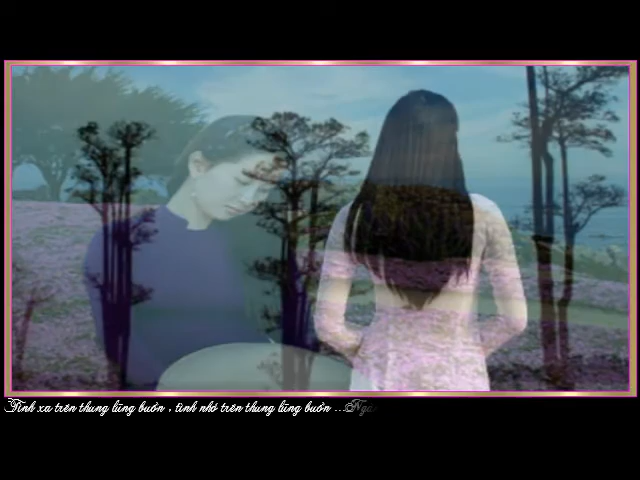 Tình xa trên thung lũng buồn , tình nhớ trên thung lũng buồn ...